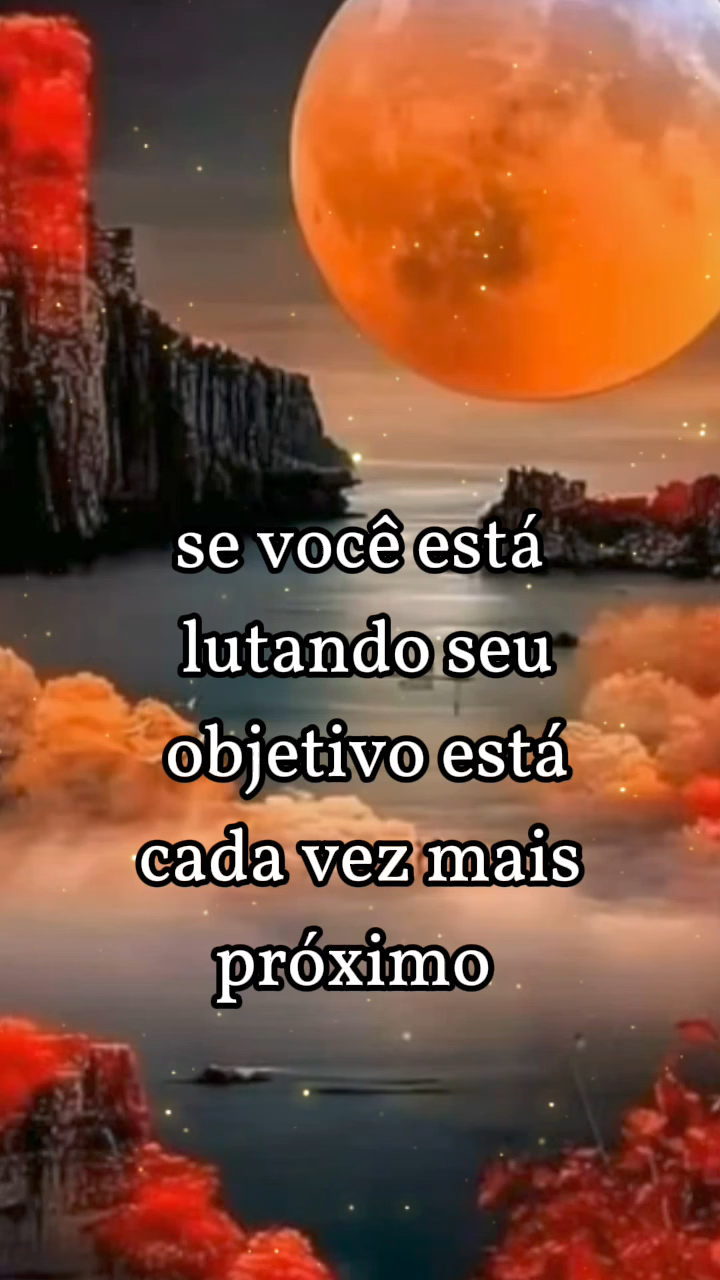 se você está
lutando seu
objetivo está
cada vez mais
próximo